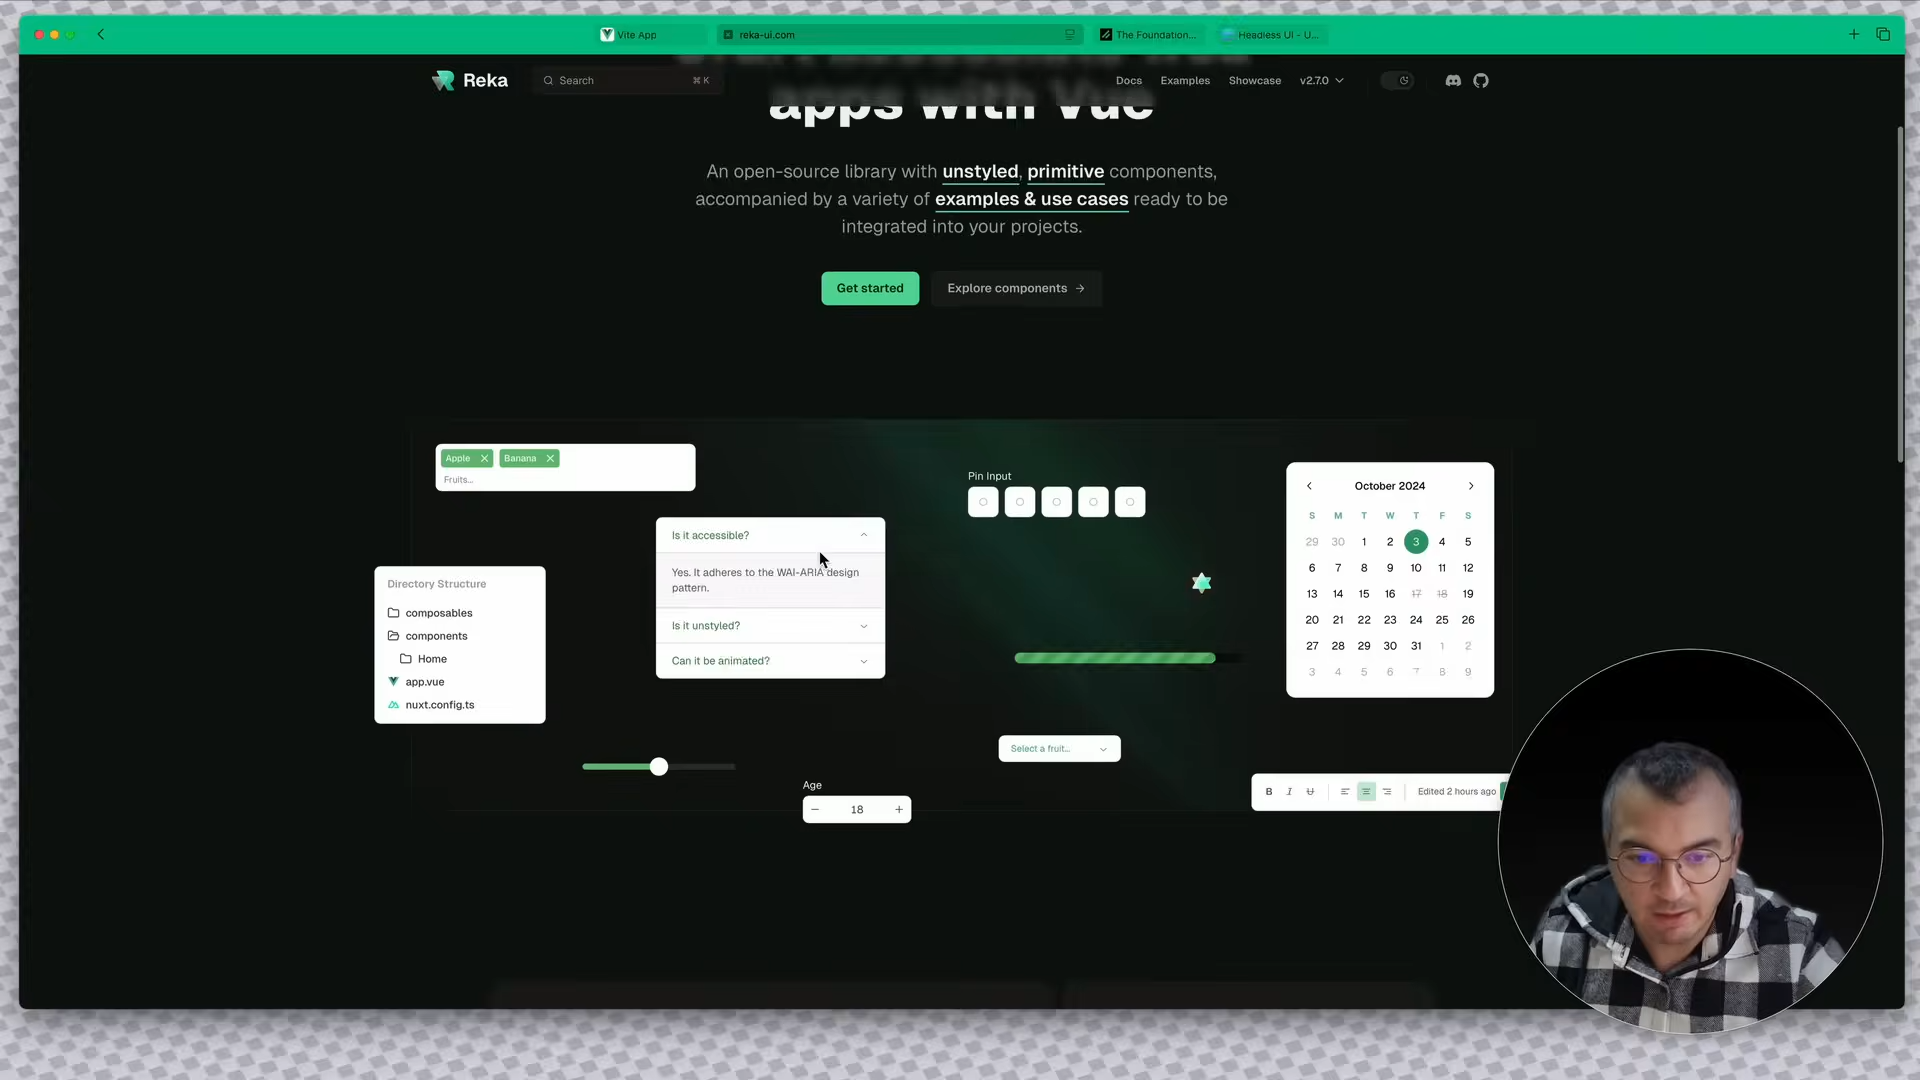 Vite App
reka-ui.com
The Foundation...
Headless UI - U...
Reka
Search
⌘ K
Docs
Examples
Showcase
v2.7.0
apps with Vue
An open-source library with unstyled, primitive components,
accompanied by a variety of examples & use cases ready to be
integrated into your projects.
Get started
Explore components →
Apple
Banana
Fruits...
Directory Structure
composables
components
Home
app.vue
nuxt.config.ts
Is it accessible?
Yes. It adheres to the WAI-ARIA design
pattern.
Is it unstyled?
Can it be animated?
Age
− 18 +
Pin Input
Select a fruit...
October 2024
S M T W T F S
29 30 1 2 3 4 5
6 7 8 9 10 11 12
13 14 15 16 17 18 19
20 21 22 23 24 25 26
27 28 29 30 31 1 2
3 4 5 6 7 8 9
B I U
Edited 2 hours ago